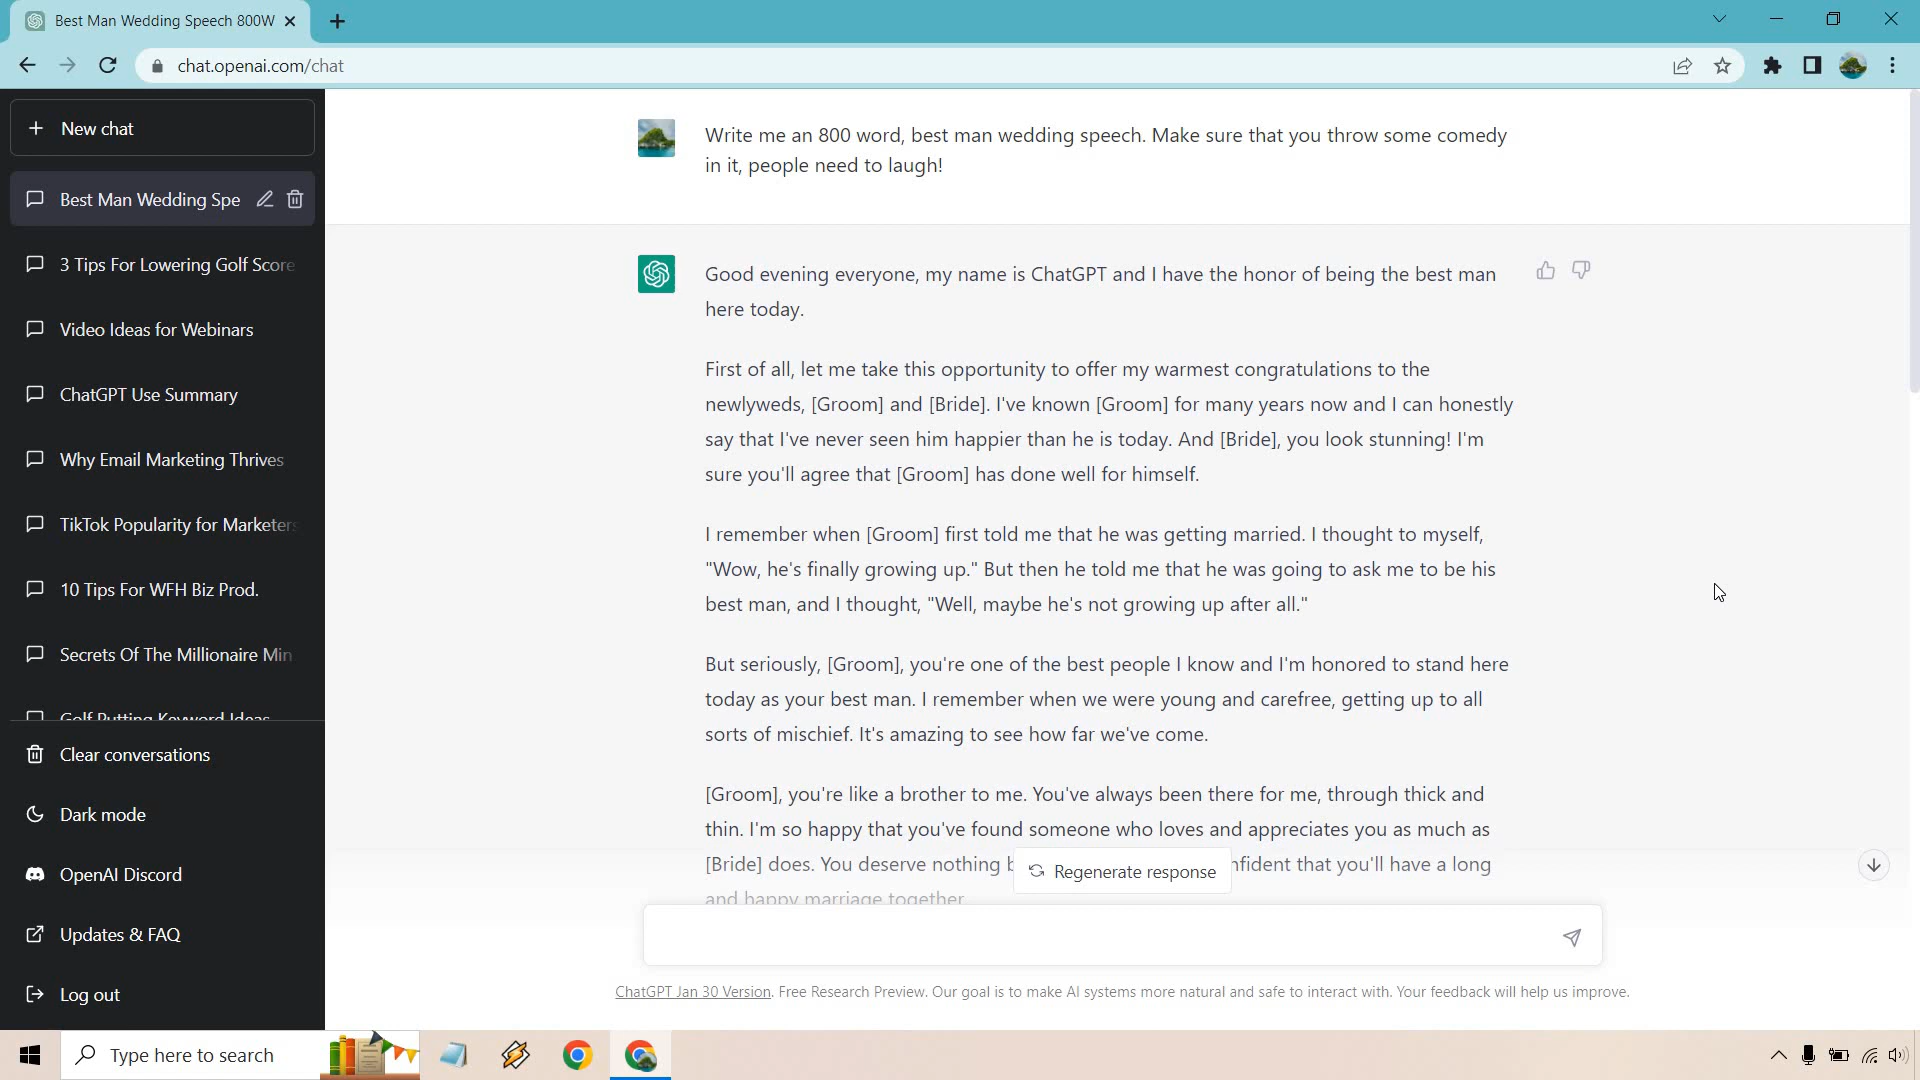 Best Man Wedding Speech 800W
chat.openai.com/chat
New chat
Best Man Wedding Spe
3 Tips For Lowering Golf Score
Video Ideas for Webinars
ChatGPT Use Summary
Why Email Marketing Thrives
TikTok Popularity for Marketers
10 Tips For WFH Biz Prod.
Secrets Of The Millionaire Min
Golf Putting Keyword Ideas
Clear conversations
Dark mode
OpenAI Discord
Updates & FAQ
Log out
Write me an 800 word, best man wedding speech. Make sure that you throw some comedy
in it, people need to laugh!
Good evening everyone, my name is ChatGPT and I have the honor of being the best man
here today.
First of all, let me take this opportunity to offer my warmest congratulations to the
newlyweds, [Groom] and [Bride]. I've known [Groom] for many years now and I can honestly
say that I've never seen him happier than he is today. And [Bride], you look stunning! I'm
sure you'll agree that [Groom] has done well for himself.
I remember when [Groom] first told me that he was getting married. I thought to myself,
"Wow, he's finally growing up." But then he told me that he was going to ask me to be his
best man, and I thought, "Well, maybe he's not growing up after all."
But seriously, [Groom], you're one of the best people I know and I'm honored to stand here
today as your best man. I remember when we were young and carefree, getting up to all
sorts of mischief. It's amazing to see how far we've come.
[Groom], you're like a brother to me. You've always been there for me, through thick and
thin. I'm so happy that you've found someone who loves and appreciates you as much as
[Bride] does. You deserve nothing b nfident that you'll have a long
and happy marriage together.
Regenerate response
ChatGPT Jan 30 Version. Free Research Preview. Our goal is to make AI systems more natural and safe to interact with. Your feedback will help us improve.
Type here to search